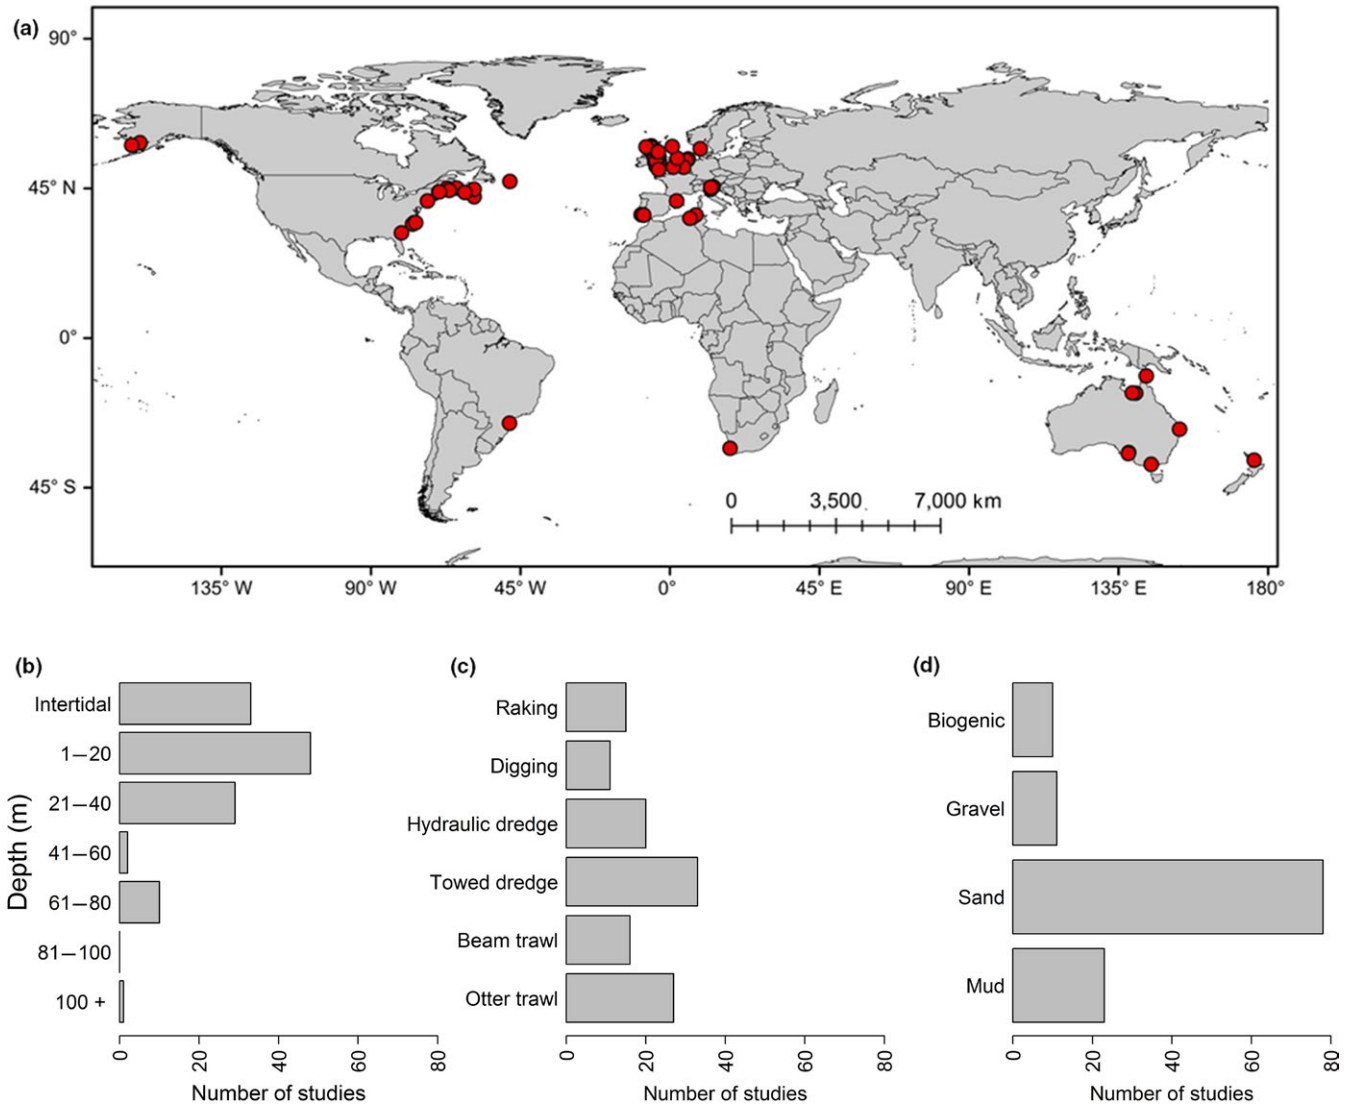 (a)
90°
45° N
0°
45° S
0 3,500 7,000 km
135° W 90° W 45° W 0° 45° E 90° E 135° E 180°
(b)
Depth (m)
Intertidal
1—20
21—40
41—60
61—80
81—100
100 +
0 20 40 60 80
Number of studies
(c)
Raking
Digging
Hydraulic dredge
Towed dredge
Beam trawl
Otter trawl
0 20 40 60 80
Number of studies
(d)
Biogenic
Gravel
Sand
Mud
0 20 40 60 80
Number of studies